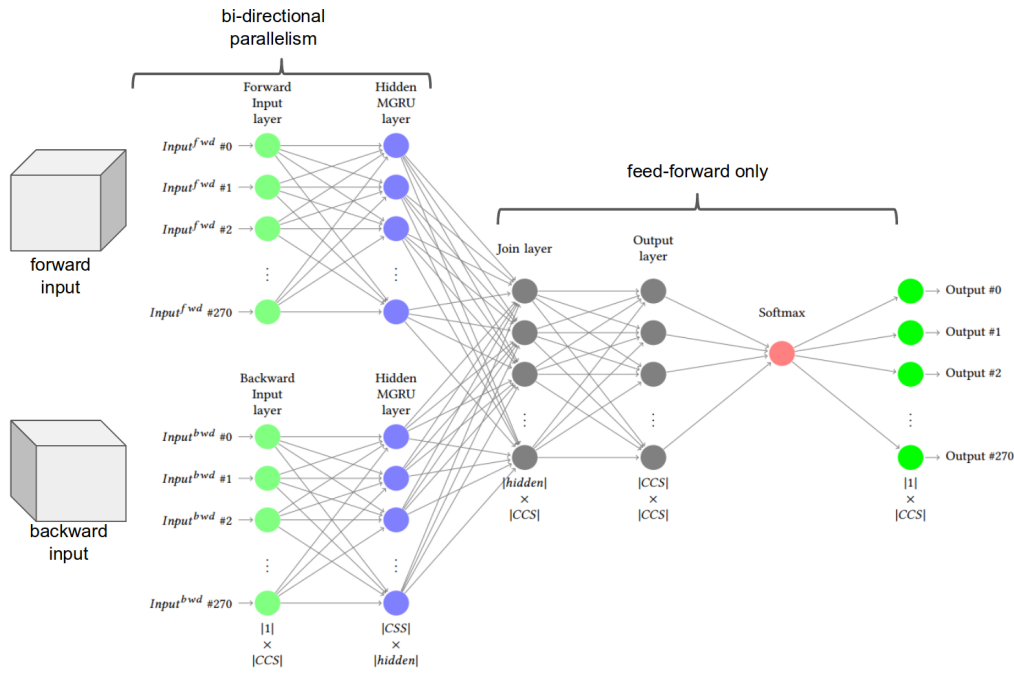 bi-directional
parallelism
Forward
Input
layer
Hidden
MGRU
layer
Input^fwd #0
Input^fwd #1
Input^fwd #2
⋮
⋮
Input^fwd #270
forward
input
Backward
Input
layer
Hidden
MGRU
layer
Input^bwd #0
Input^bwd #1
Input^bwd #2
⋮
⋮
Input^bwd #270
|1|
×
|CCS|
|CSS|
×
|hidden|
backward
input
feed-forward only
Join layer
Output
layer
⋮
⋮
|hidden|
×
|CCS|
|CCS|
×
|CCS|
Softmax
Output #0
Output #1
Output #2
⋮
Output #270
|1|
×
|CCS|